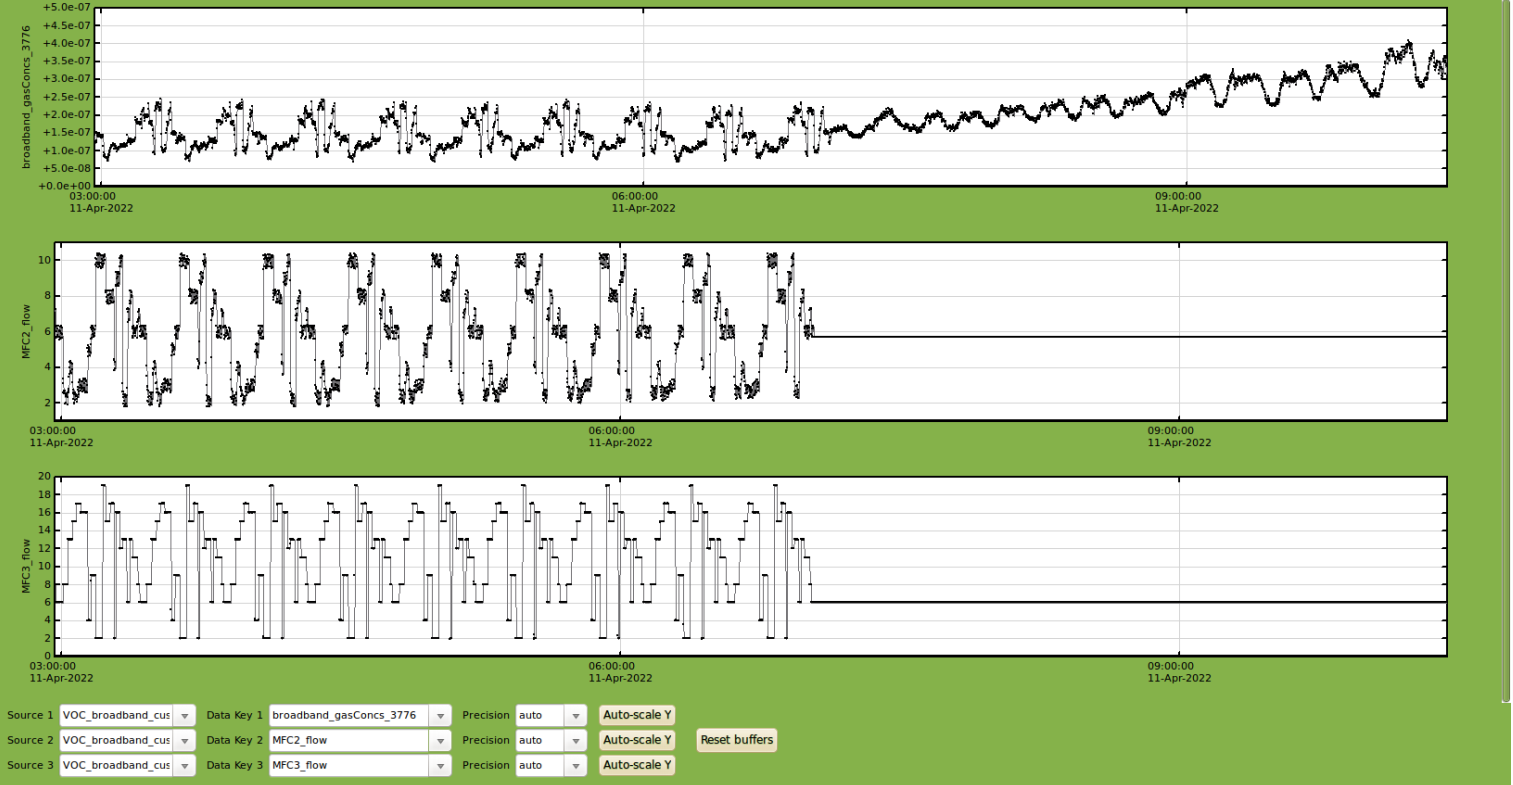 +5.0e-07
+4.5e-07
+4.0e-07
+3.5e-07
+3.0e-07
+2.5e-07
+2.0e-07
+1.5e-07
+1.0e-07
+5.0e-08
+0.0e+00
broadband_gasConcs_3776
03:00:00 06:00:00 09:00:00
11-Apr-2022 11-Apr-2022 11-Apr-2022
10
8
6
4
2
MFC2_flow
03:00:00 06:00:00 09:00:00
11-Apr-2022 11-Apr-2022 11-Apr-2022
20
18
16
14
12
10
8
6
4
2
0
MFC3_flow
03:00:00 06:00:00 09:00:00
11-Apr-2022 11-Apr-2022 11-Apr-2022
Source 1 VOC_broadband_cus Data Key 1 broadband_gasConcs_3776 Precision auto Auto-scale Y
Source 2 VOC_broadband_cus Data Key 2 MFC2_flow Precision auto Auto-scale Y Reset buffers
Source 3 VOC_broadband_cus Data Key 3 MFC3_flow Precision auto Auto-scale Y